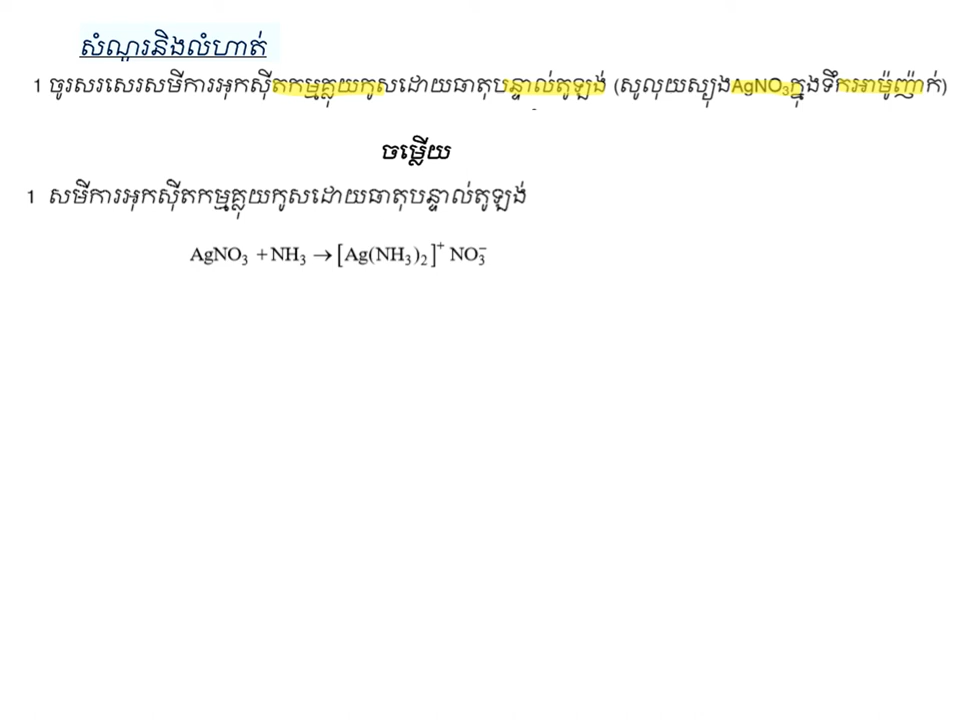 សំណួរនិងលំហាត់
1 ចូរសរសេរសមីការអុកស៊ីតកម្មគ្លុយកូសដោយធាតុបន្ទាល់តូឡង់ (សូលុយស្យុងAgNO₃ក្នុងទឹកអាម៉ូញ៉ាក់)
ចម្លើយ
1 សមីការអុកស៊ីតកម្មគ្លុយកូសដោយធាតុបន្ទាល់តូឡង់
AgNO₃ + NH₃ → [Ag(NH₃)₂]⁺ NO₃⁻